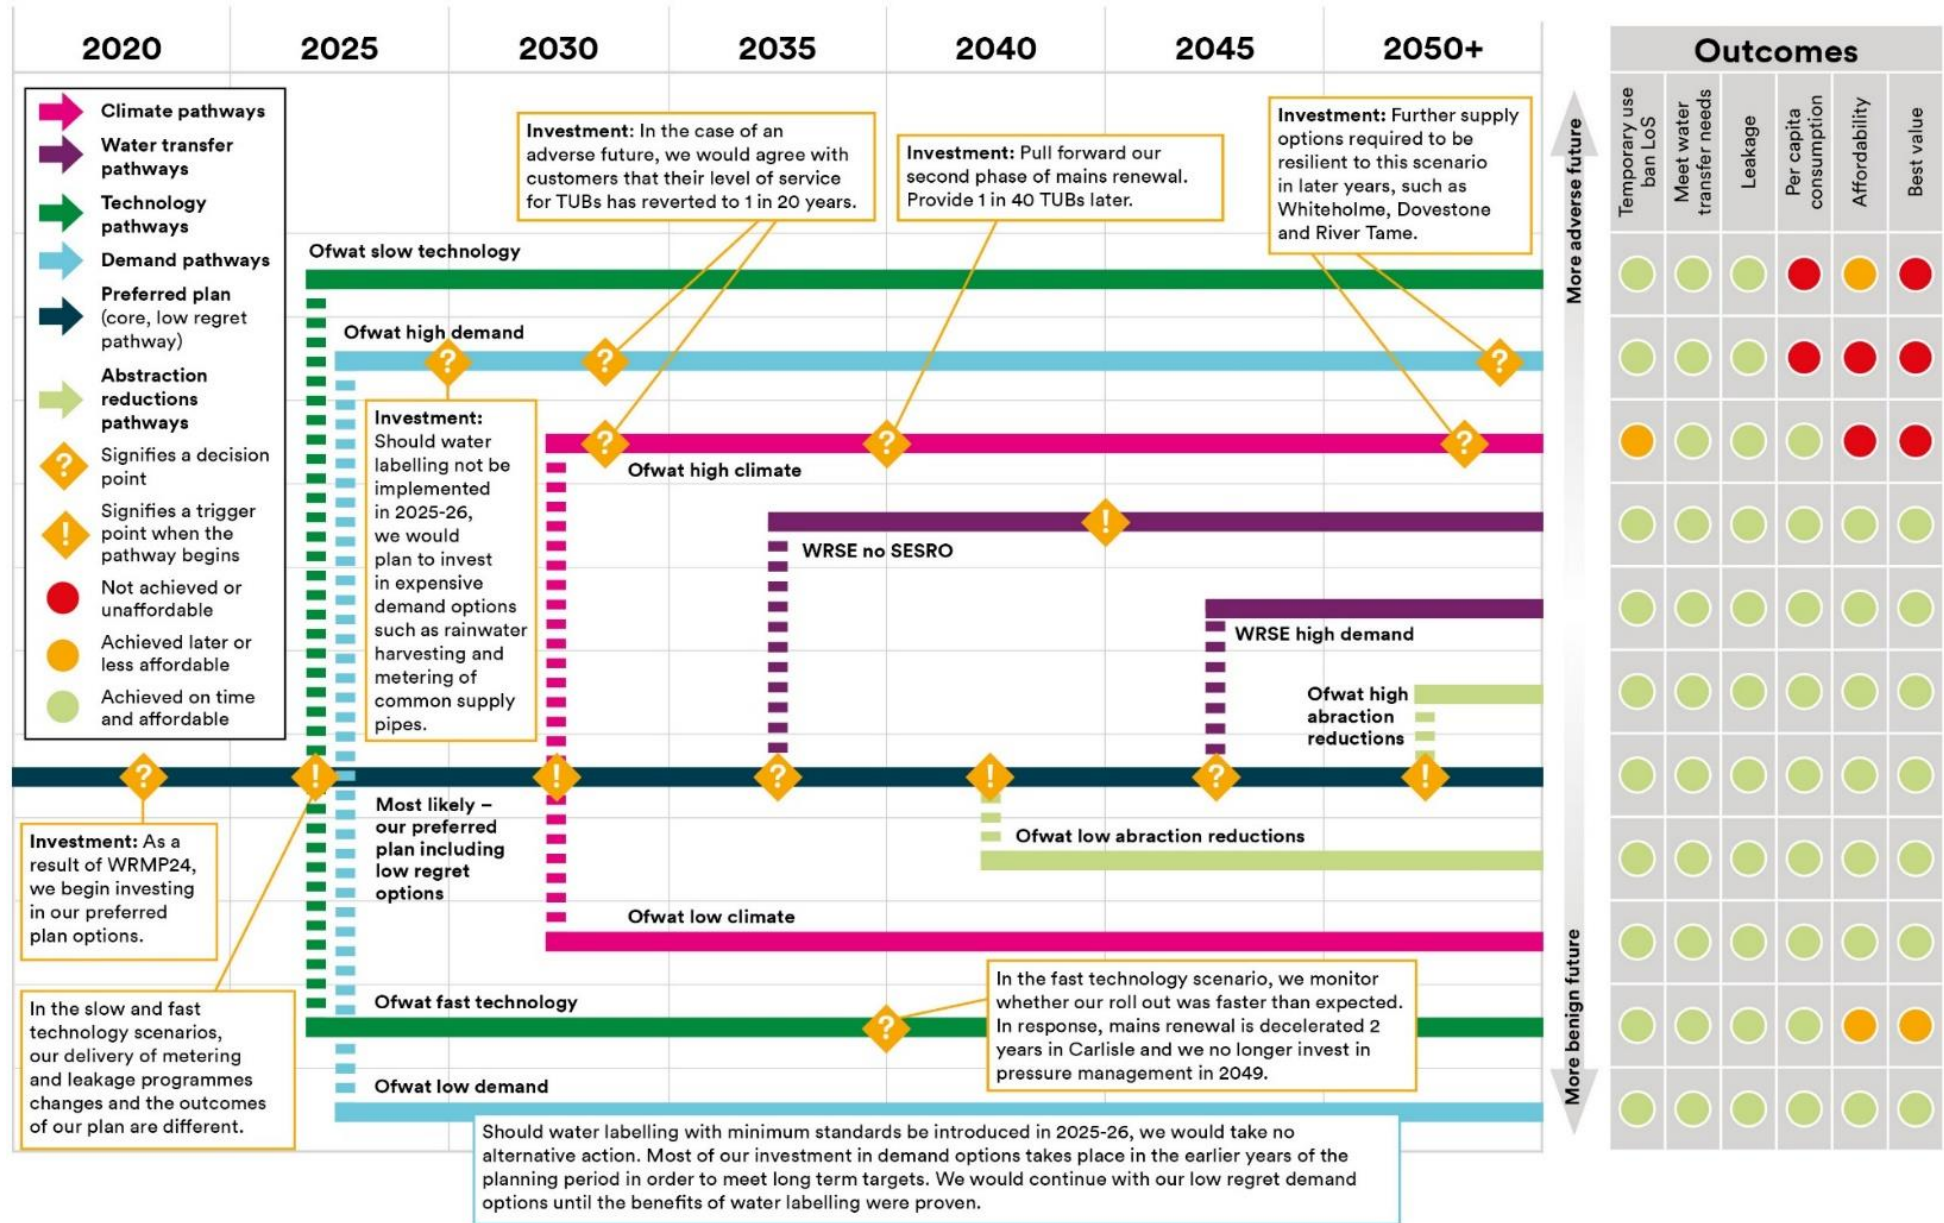 2020 2025 2030 2035 2040 2045 2050+
Outcomes
Temporary use
ban LoS
Meet water
transfer needs
Leakage
Per capita
consumption
Affordability
Best value
Climate pathways
Water transfer
pathways
Technology
pathways
Demand pathways
Preferred plan
(core, low regret
pathway)
Abstraction
reductions
pathways
? Signifies a decision
point
! Signifies a trigger
point when the
pathway begins
Not achieved or
unaffordable
Achieved later or
less affordable
Achieved on time
and affordable
Investment: In the case of an
adverse future, we would agree with
customers that their level of service
for TUBs has reverted to 1 in 20 years.
Investment: Pull forward our
second phase of mains renewal.
Provide 1 in 40 TUBs later.
Investment: Further supply
options required to be
resilient to this scenario
in later years, such as
Whiteholme, Dovestone
and River Tame.
More adverse future
Ofwat slow technology
Ofwat high demand
? ? ?
Investment:
Should water
labelling not be
implemented
in 2025-26,
we would
plan to invest
in expensive
demand options
such as rainwater
harvesting and
metering of
common supply
pipes.
? ? ?
Ofwat high climate
!
WRSE no SESRO
WRSE high demand
Ofwat high
abraction
reductions
? ! ! ? ! ? !
Most likely –
our preferred
plan including
low regret
options
Investment: As a
result of WRMP24,
we begin investing
in our preferred
plan options.
Ofwat low abraction reductions
Ofwat low climate
In the slow and fast
technology scenarios,
our delivery of metering
and leakage programmes
changes and the outcomes
of our plan are different.
Ofwat fast technology
?
In the fast technology scenario, we monitor
whether our roll out was faster than expected.
In response, mains renewal is decelerated 2
years in Carlisle and we no longer invest in
pressure management in 2049.
More benign future
Ofwat low demand
Should water labelling with minimum standards be introduced in 2025-26, we would take no
alternative action. Most of our investment in demand options takes place in the earlier years of the
planning period in order to meet long term targets. We would continue with our low regret demand
options until the benefits of water labelling were proven.